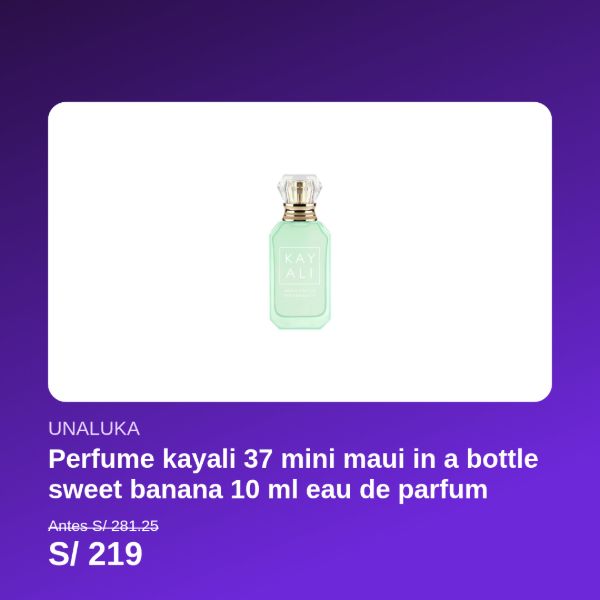 KAY
ALI
UNALUKA
Perfume kayali 37 mini maui in a bottle
sweet banana 10 ml eau de parfum
Antes S/ 281.25
S/ 219